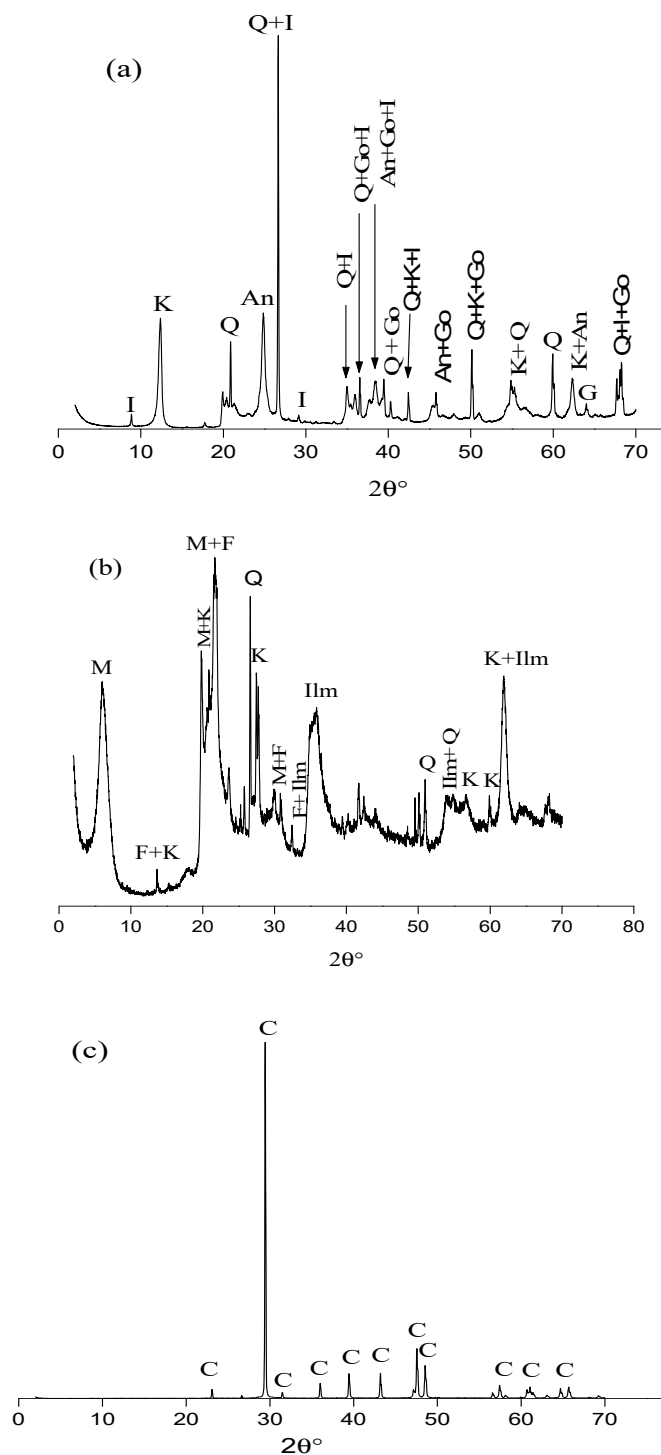 (a)
Q+I
I
K
Q
An
I
Q+I
Q+Go+I
An+Go+I
Q+Go
Q+K+I
An+Go
Q+K+Go
K+Q
Q
K+An
G
Q+I+Go
0 10 20 30 40 50 60 70
2θ°
(b)
M
F+K
M+K
M+F
Q
K
M+F
F+Ilm
Ilm
Q
Ilm+Q
K
K
K+Ilm
0 10 20 30 40 50 60 70 80
2θ°
(c)
C
C
C
C
C
C
C
C
C
C
C
0 10 20 30 40 50 60 70
2θ°